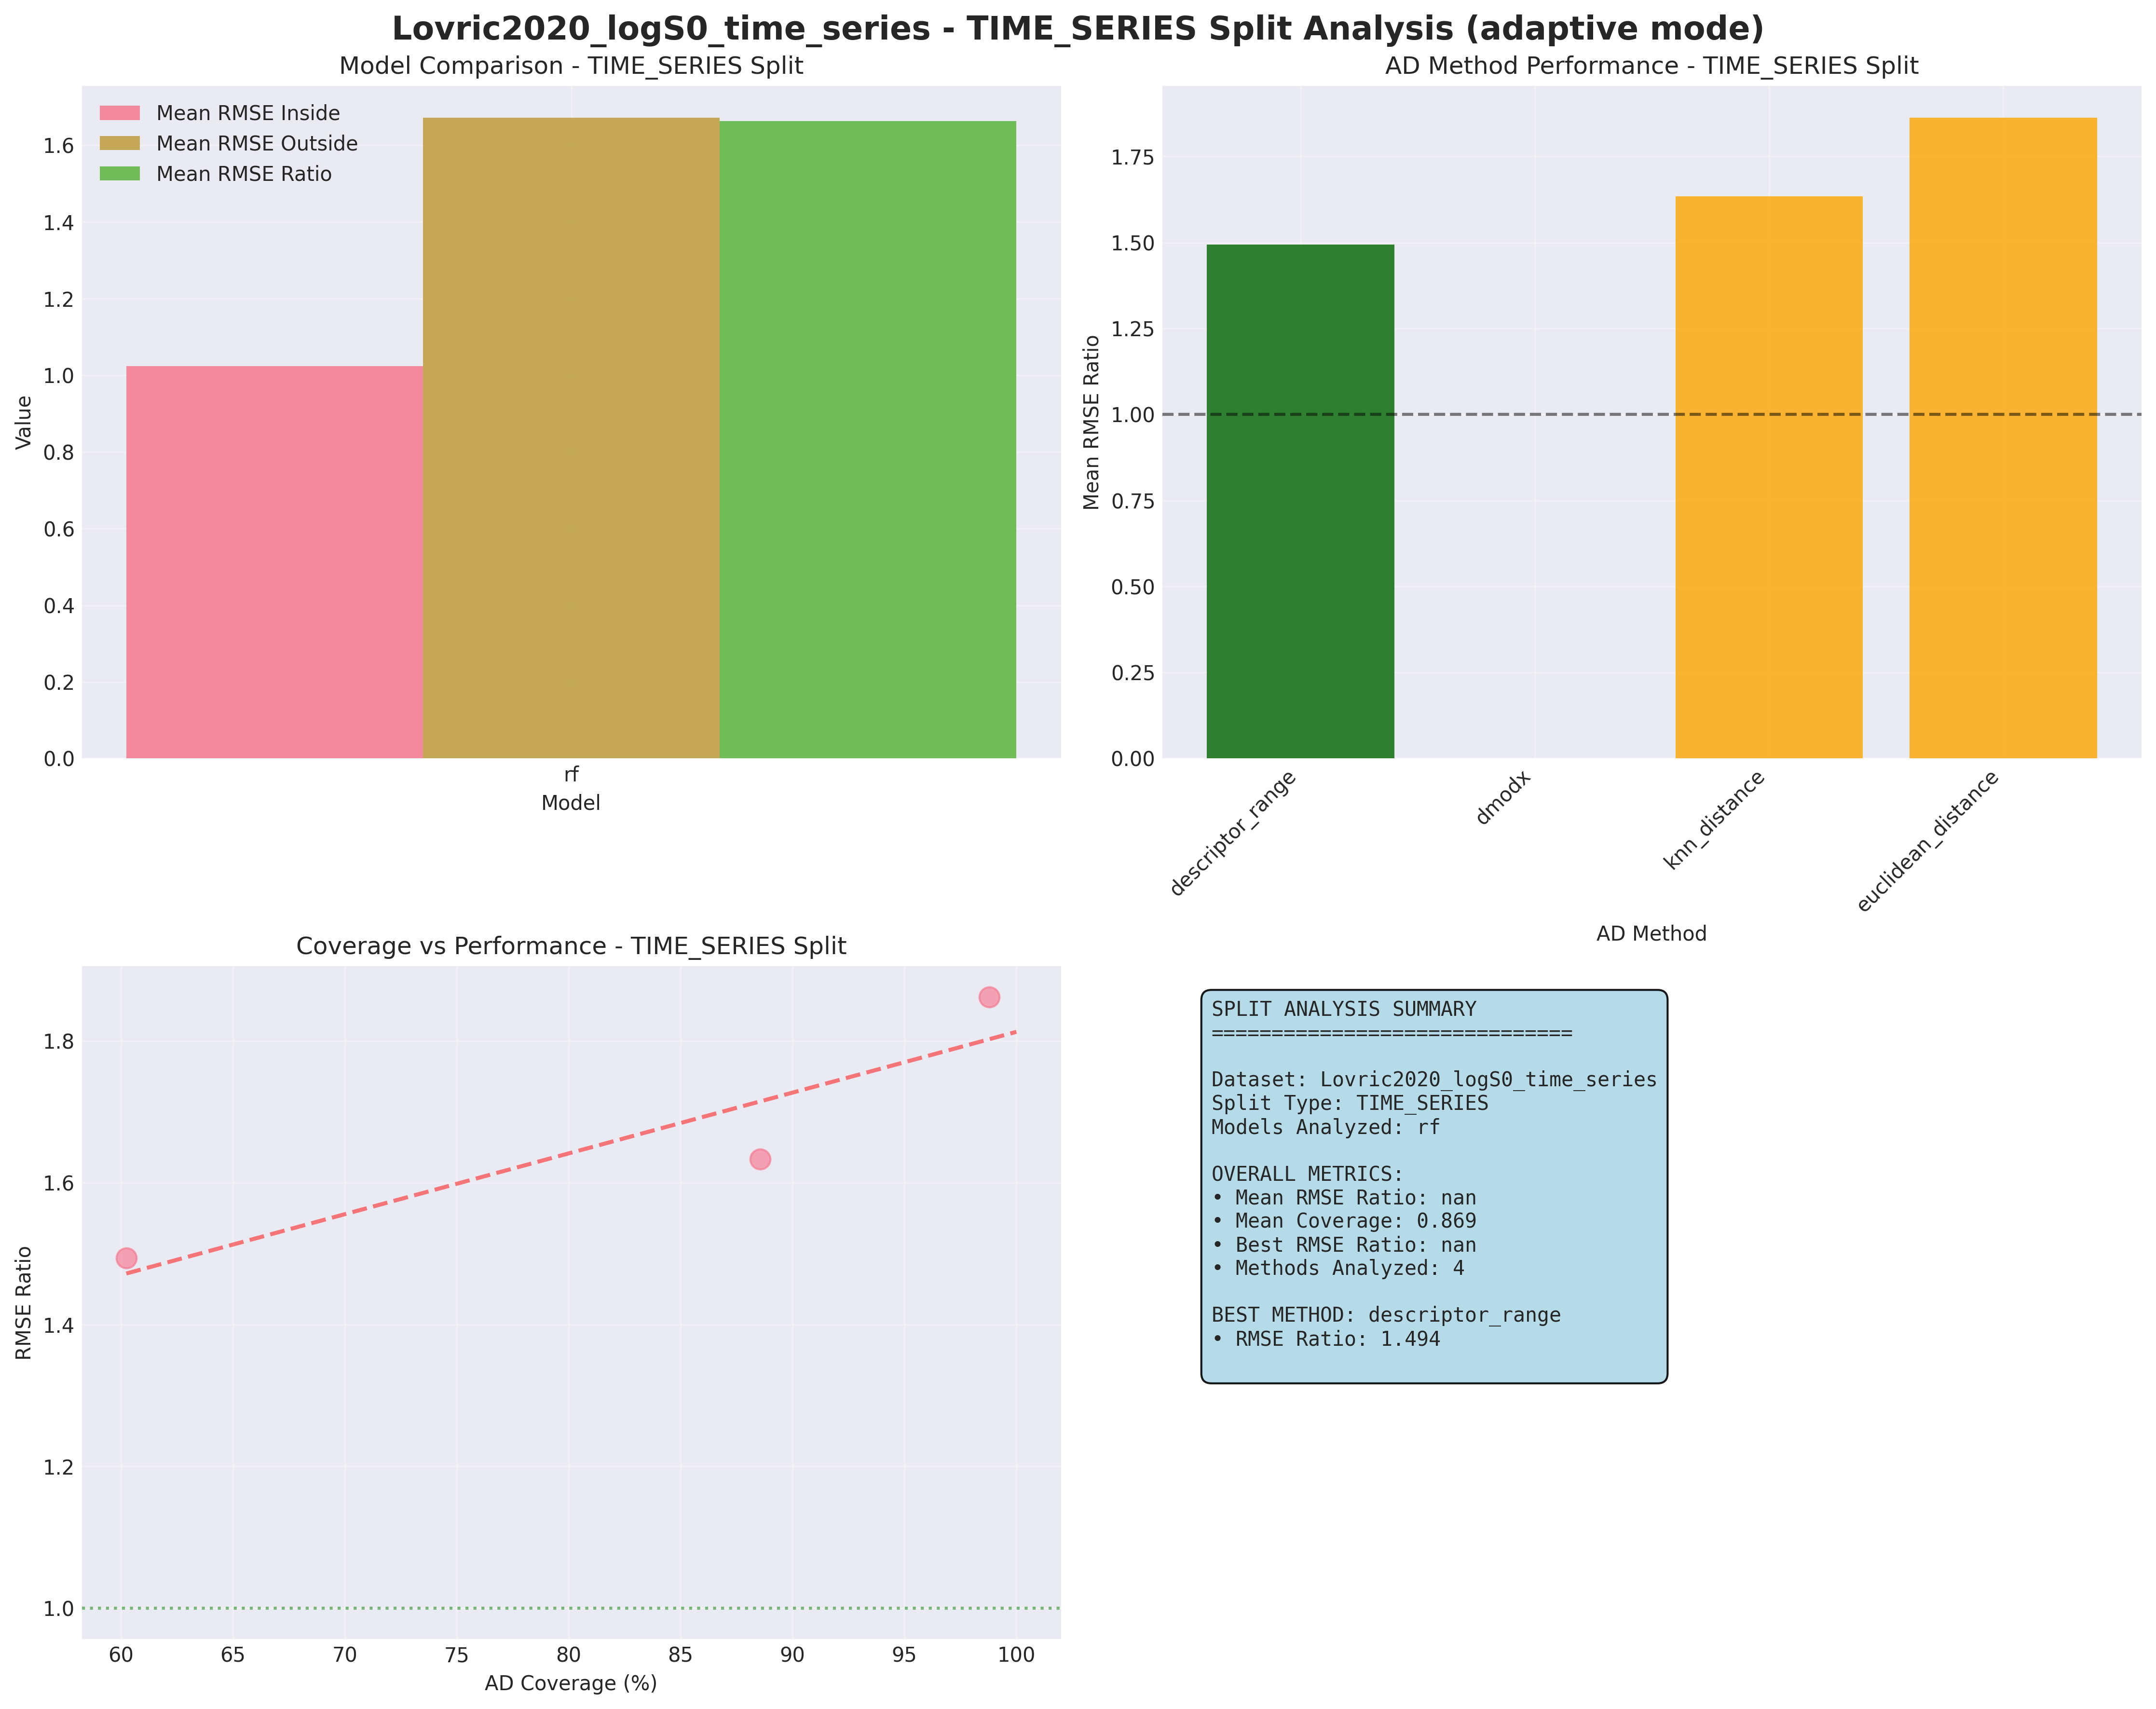 Lovric2020_logS0_time_series - TIME_SERIES Split Analysis (adaptive mode)
Model Comparison - TIME_SERIES Split
Mean RMSE Inside
Mean RMSE Outside
Mean RMSE Ratio
1.6
1.4
1.2
1.0
0.8
0.6
0.4
0.2
0.0
Value
rf
Model
AD Method Performance - TIME_SERIES Split
1.75
1.50
1.25
1.00
0.75
0.50
0.25
0.00
Mean RMSE Ratio
descriptor_range
dmodx
knn_distance
euclidean_distance
AD Method
Coverage vs Performance - TIME_SERIES Split
1.8
1.6
1.4
1.2
1.0
RMSE Ratio
60 65 70 75 80 85 90 95 100
AD Coverage (%)
SPLIT ANALYSIS SUMMARY
==============================
Dataset: Lovric2020_logS0_time_series
Split Type: TIME_SERIES
Models Analyzed: rf
OVERALL METRICS:
• Mean RMSE Ratio: nan
• Mean Coverage: 0.869
• Best RMSE Ratio: nan
• Methods Analyzed: 4
BEST METHOD: descriptor_range
• RMSE Ratio: 1.494